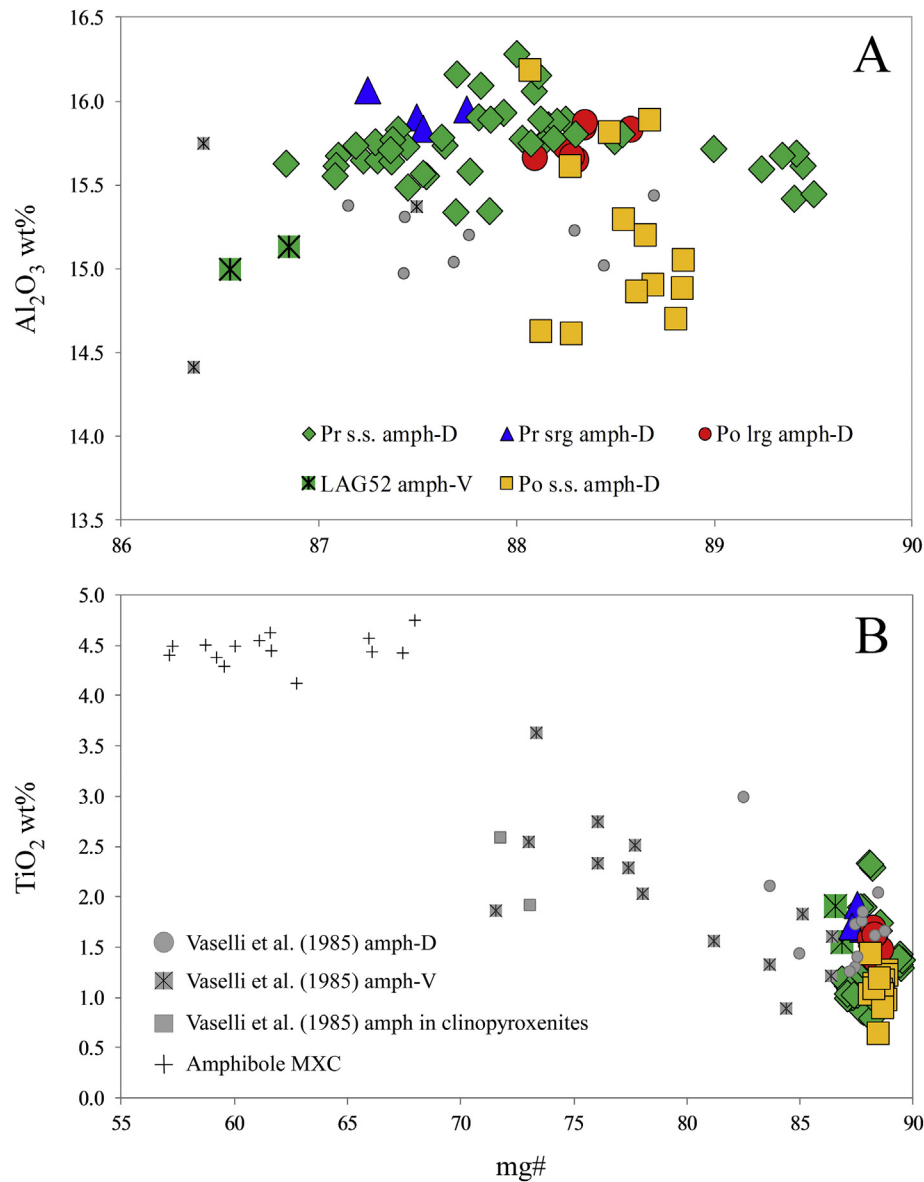 16.5
A
16.0
15.5
15.0
14.5
14.0
13.5
Al₂O₃ wt%
Pr s.s. amph-D Pr srg amph-D Po lrg amph-D
LAG52 amph-V Po s.s. amph-D
86 87 88 89 90
5.0
B
4.5
4.0
3.5
3.0
2.5
2.0
1.5
1.0
0.5
0.0
TiO₂ wt%
Vaselli et al. (1985) amph-D
Vaselli et al. (1985) amph-V
Vaselli et al. (1985) amph in clinopyroxenites
Amphibole MXC
55 60 65 70 75 80 85 90
mg#